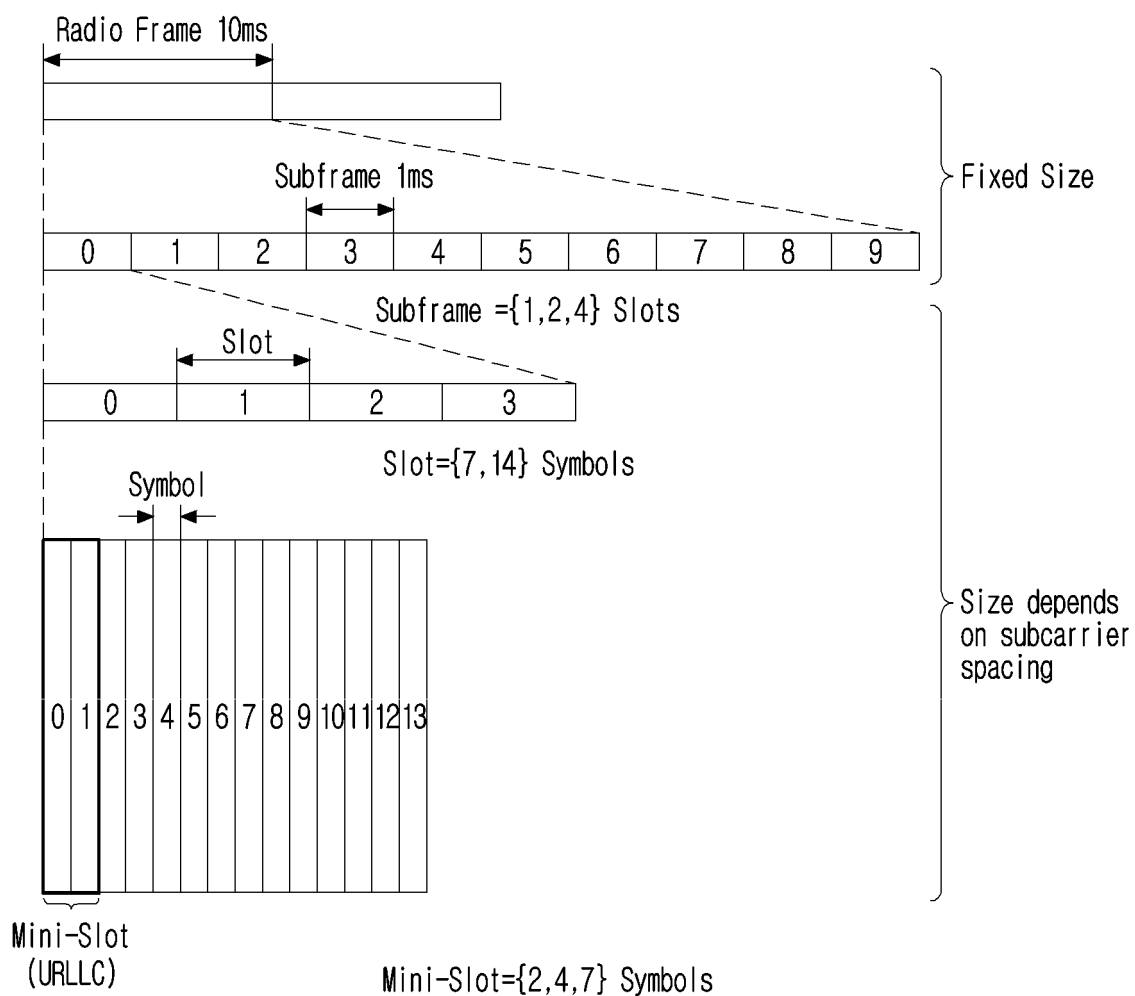 Radio Frame 10ms
Fixed Size
Subframe 1ms
0 1 2 3 4 5 6 7 8 9
Subframe ={1,2,4} Slots
Slot
0 1 2 3
Slot={7,14} Symbols
Symbol
0 1 2 3 4 5 6 7 8 9 10 11 12 13
Size depends
on subcarrier
spacing
Mini-Slot
(URLLC)
Mini-Slot={2,4,7} Symbols